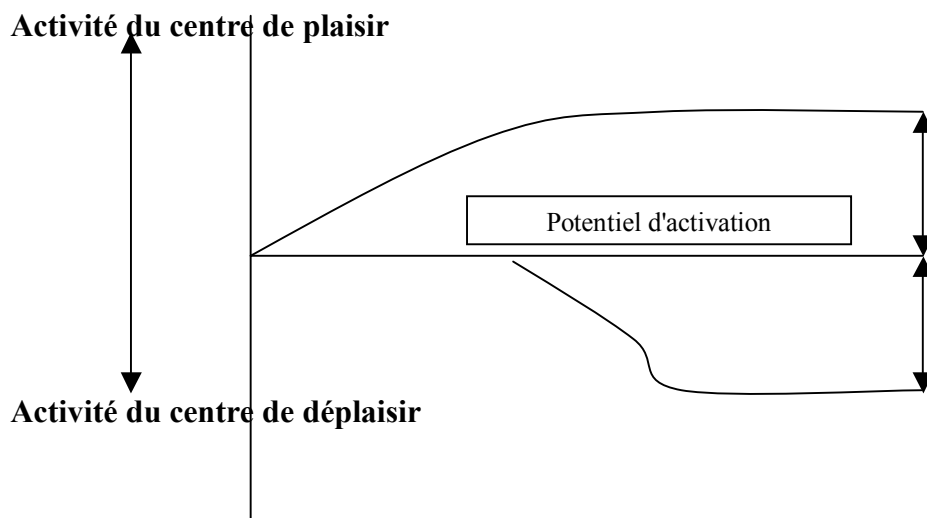 Activité du centre de plaisir
Potentiel d'activation
Activité du centre de déplaisir